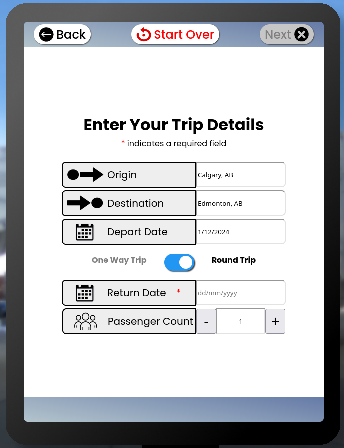 Back Start Over Next
Enter Your Trip Details
* indicates a required field
Origin Calgary, AB
Destination Edmonton, AB
Depart Date 1/12/2024
One Way Trip Round Trip
Return Date * dd/mm/yyyy
Passenger Count - 1 +